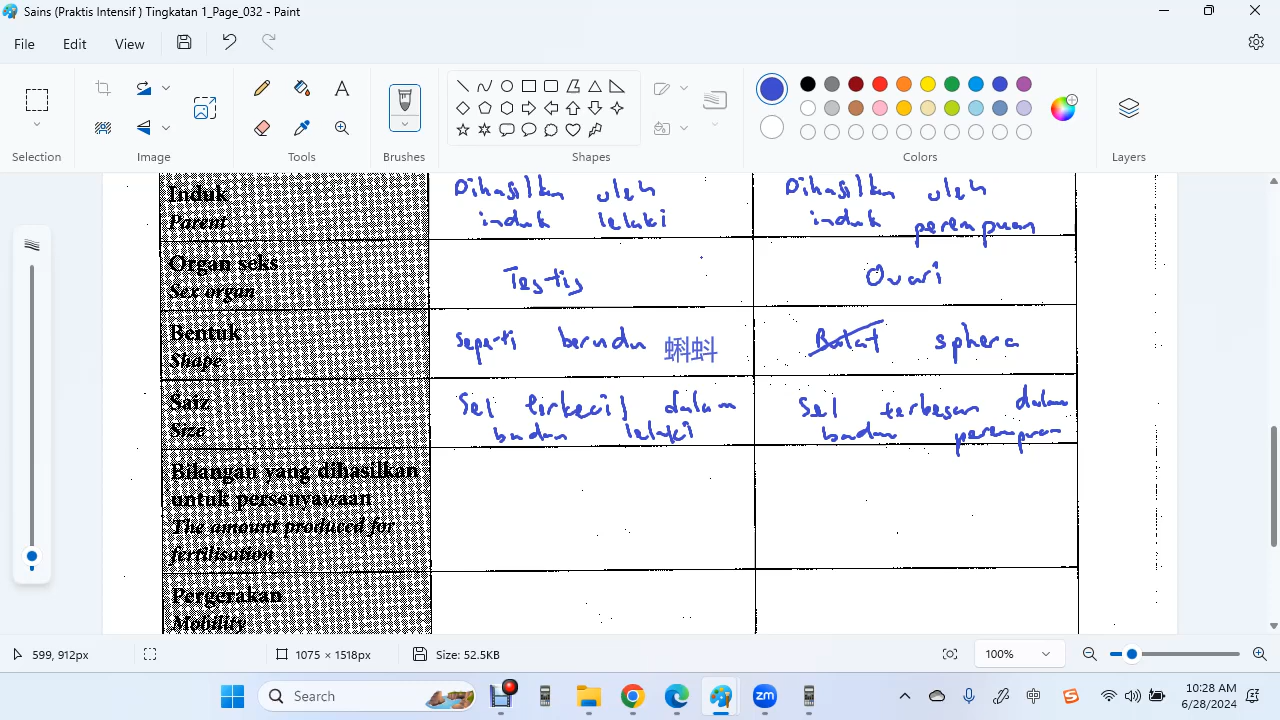 Sains (Praktis Intensif ) Tingkatan 1_Page_032 - Paint
File Edit View
Selection Image Tools Brushes Shapes Colors Layers
Induk Dihasilkan oleh Dihasilkan oleh
Parent induk lelaki induk perempuan
Organ seks Testis Ovari
Sex organ
Bentuk seperti berudu 蝌蚪 Bulat sphera
Shape
Saiz Sel terkecil dalam Sel terbesar dalam
Size badan lelaki badan perempuan
Bilangan yang dihasilkan
untuk persenyawaan
The amount produced for
fertilisation
Pergerakan
Mobility
599, 912px 1075 × 1518px Size: 52.5KB 100%
Search zm 中 S 10:28 AM
6/28/2024